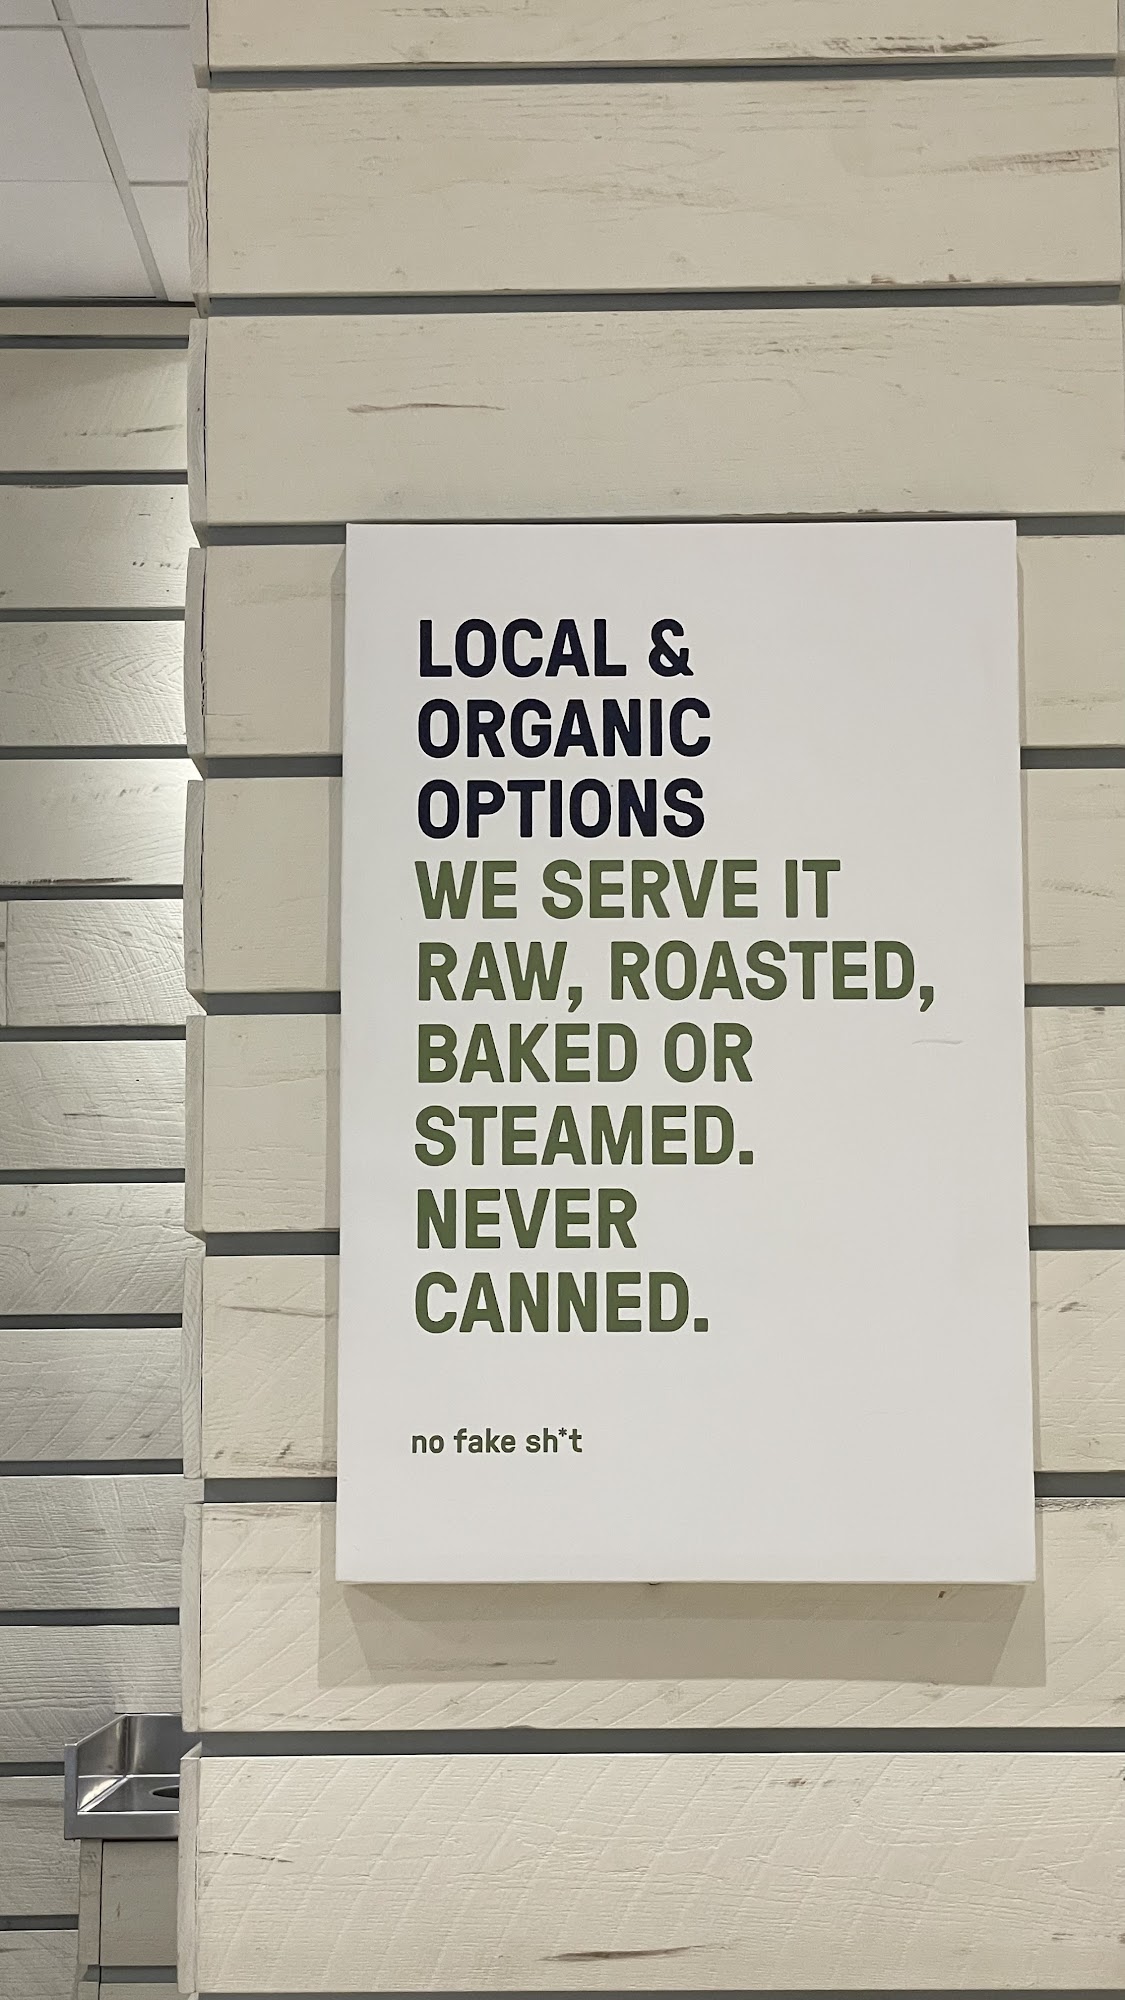 LOCAL &
ORGANIC
OPTIONS
WE SERVE IT
RAW, ROASTED,
BAKED OR
STEAMED.
NEVER
CANNED.
no fake sh*t